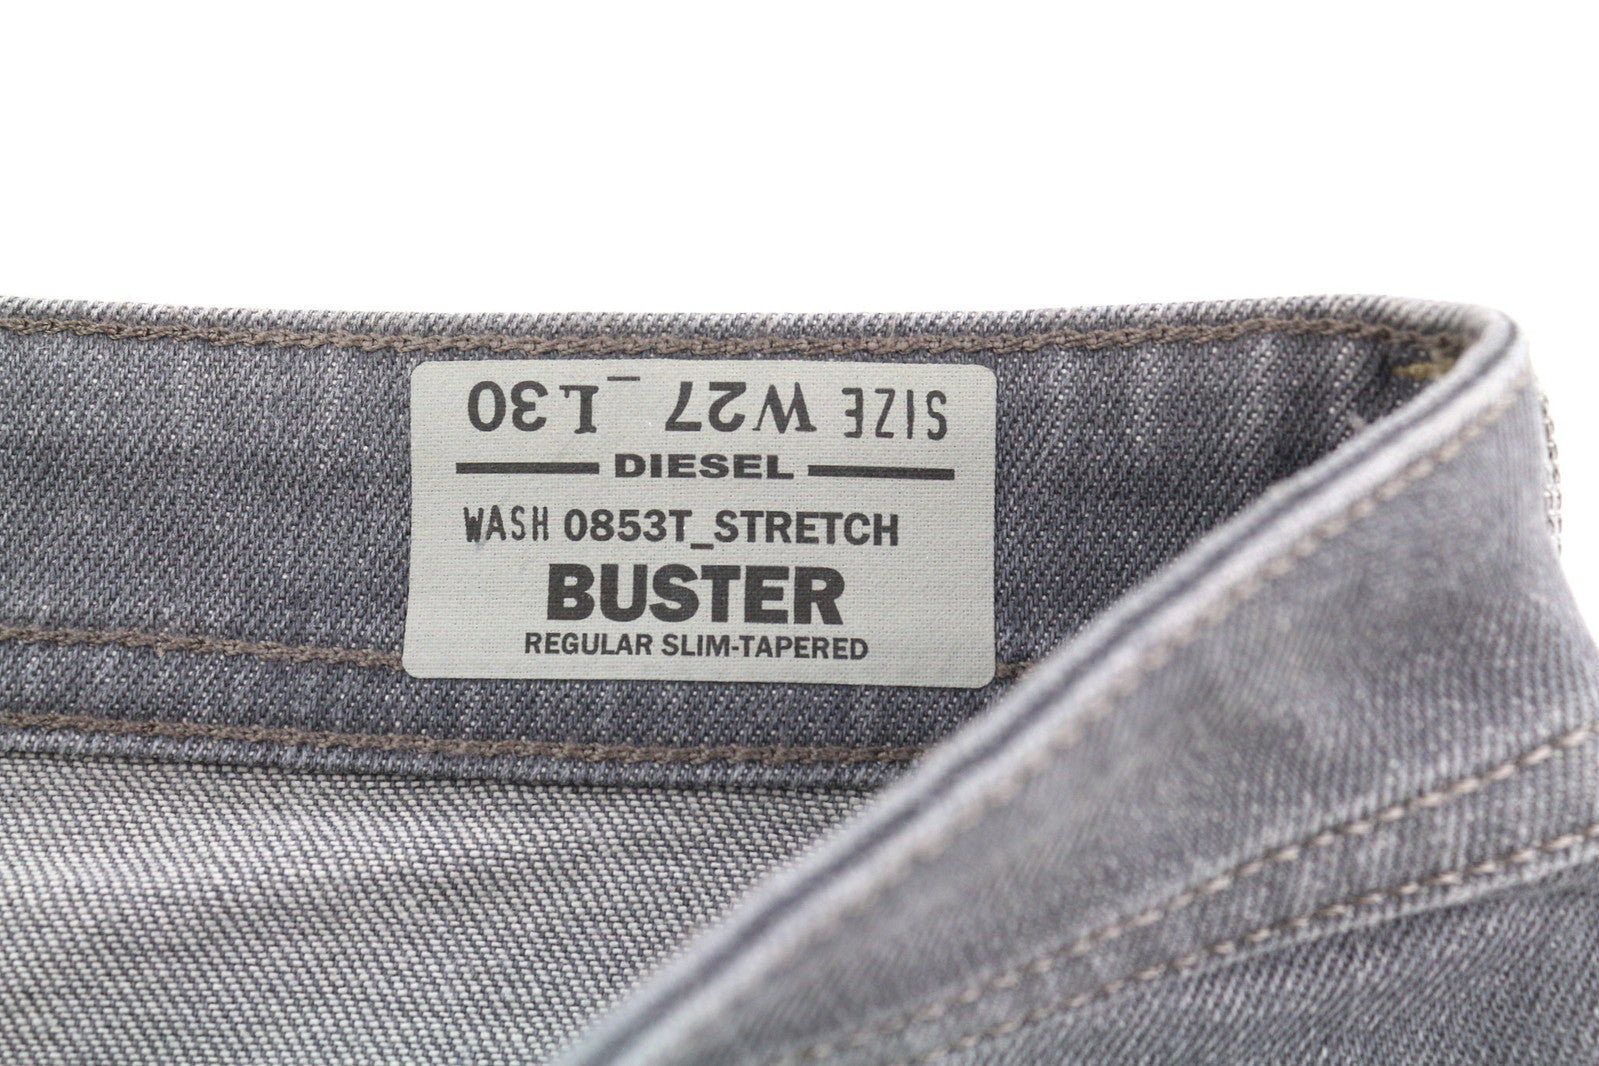 SIZE W27_L30
DIESEL
WASH 0853T_STRETCH
BUSTER
REGULAR SLIM-TAPERED